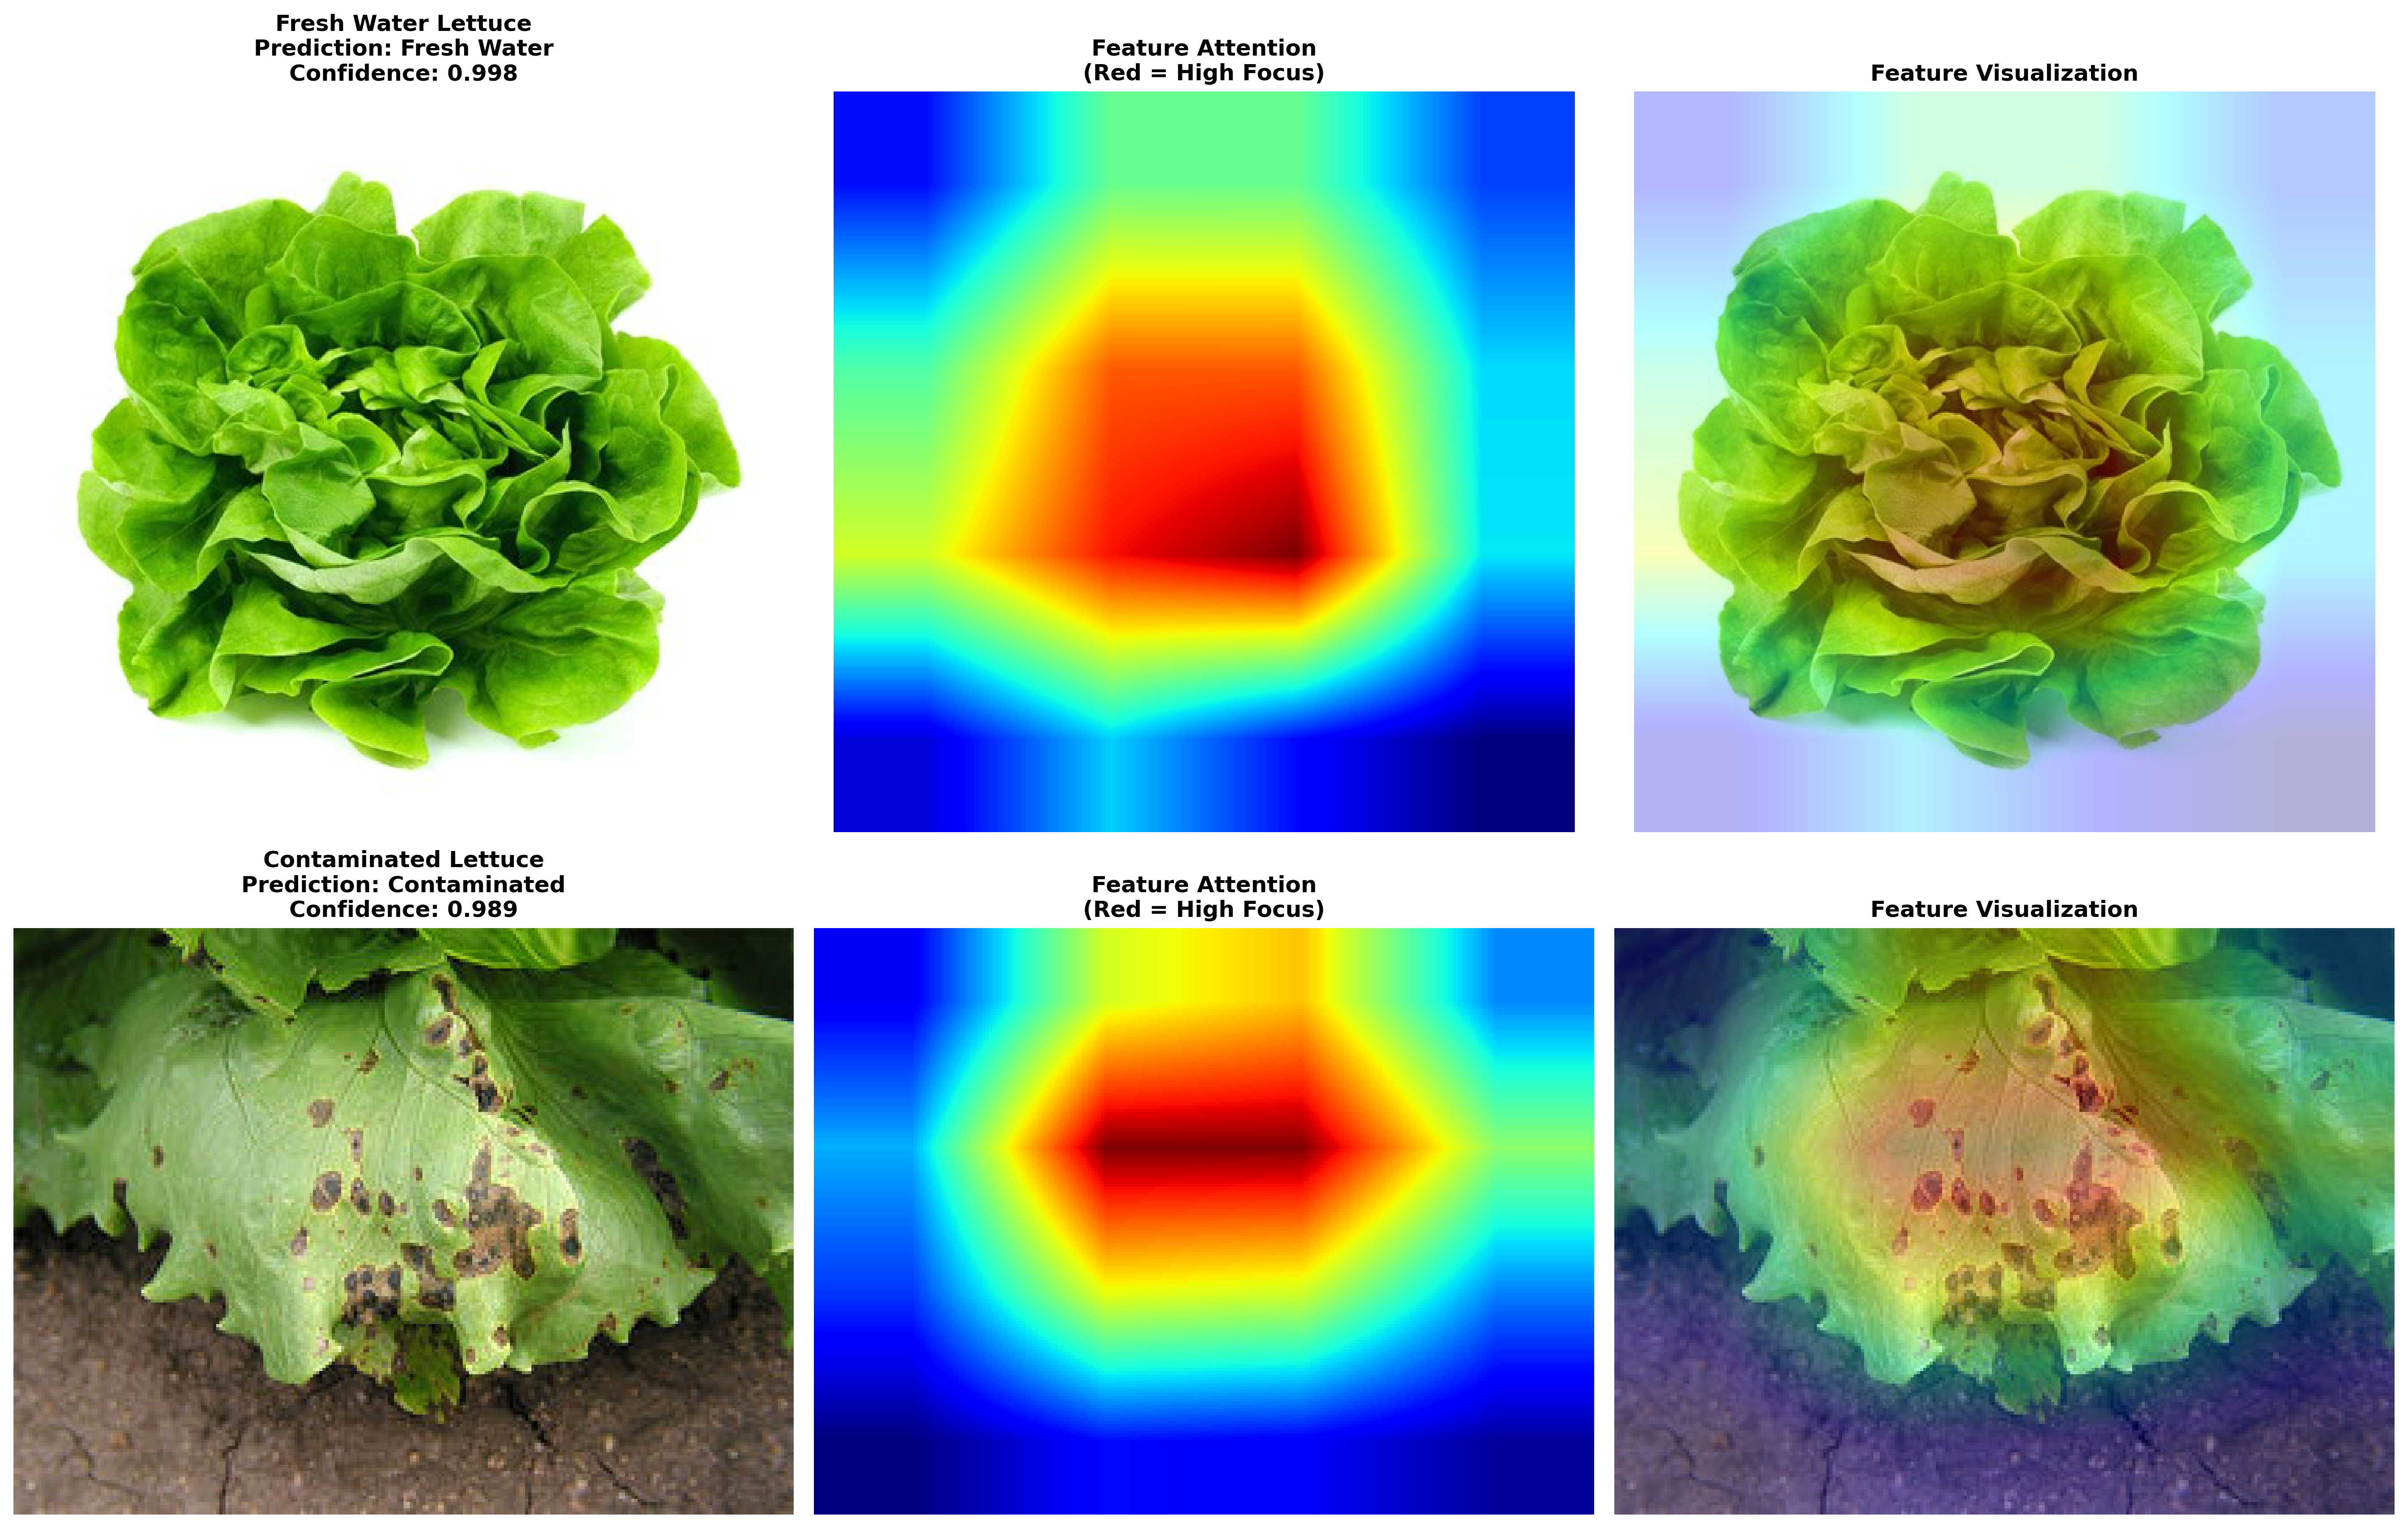 Fresh Water Lettuce
Prediction: Fresh Water
Confidence: 0.998
Feature Attention
(Red = High Focus)
Feature Visualization
Contaminated Lettuce
Prediction: Contaminated
Confidence: 0.989
Feature Attention
(Red = High Focus)
Feature Visualization